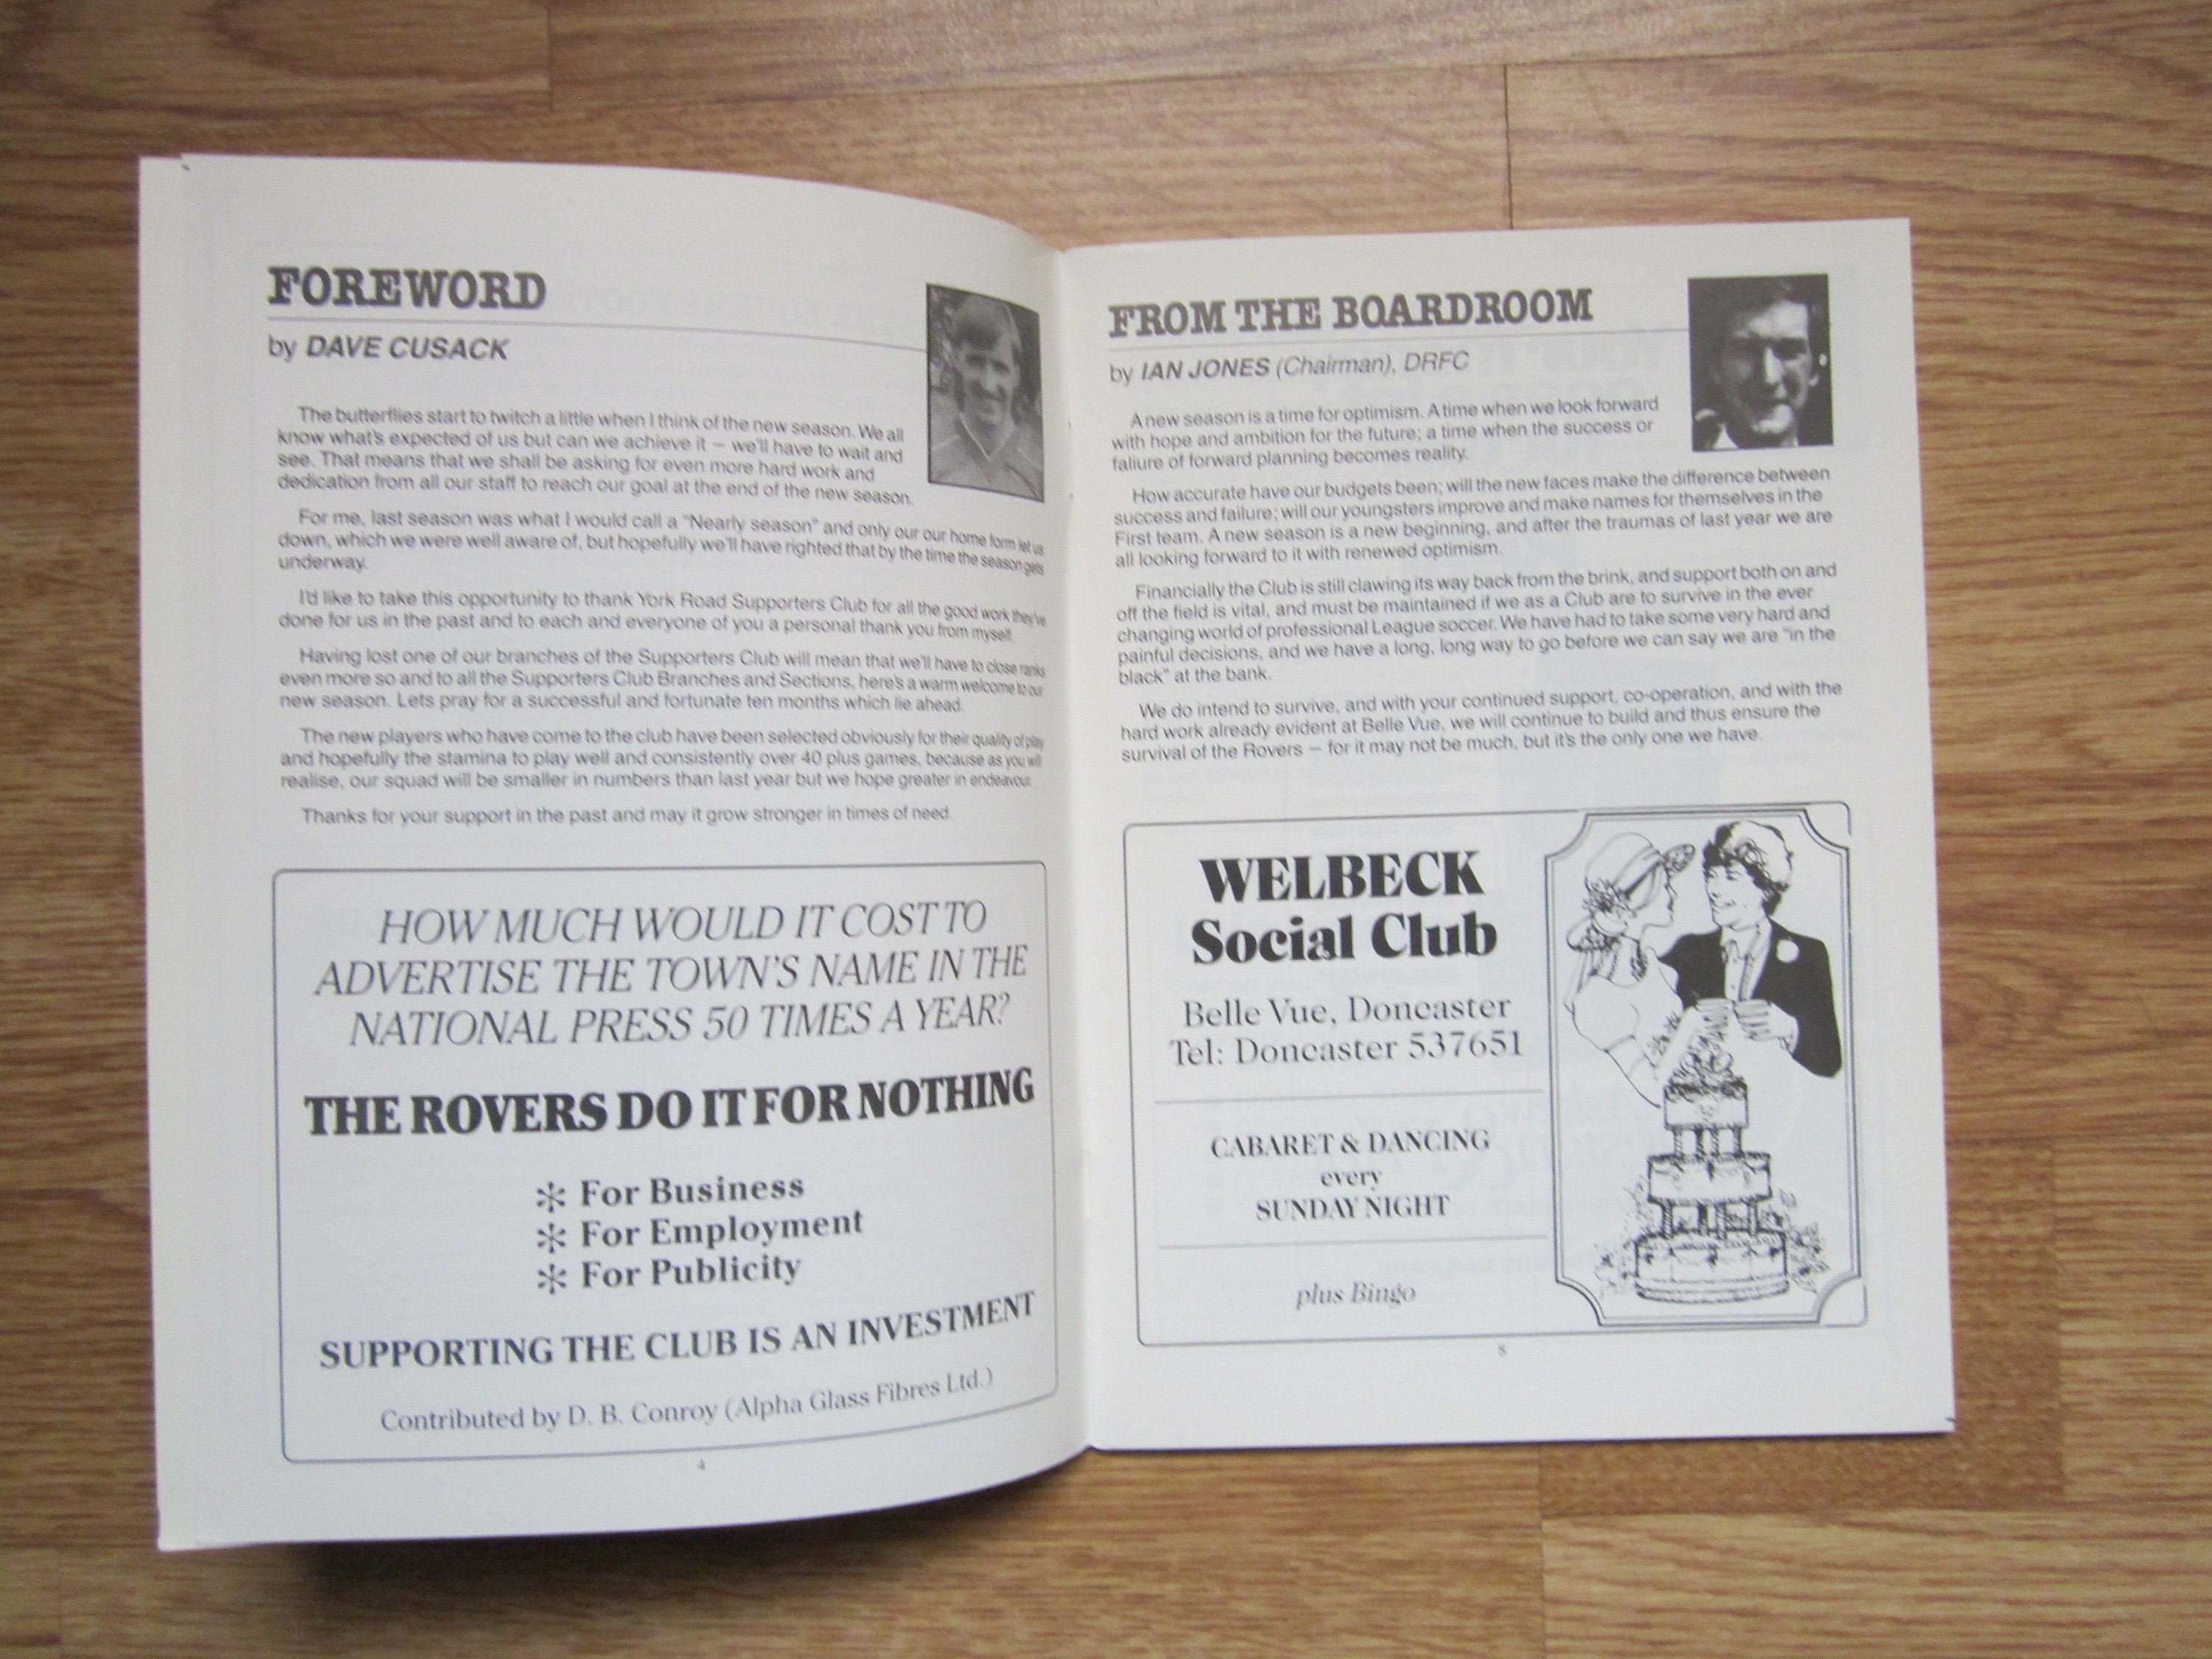 FOREWORD
by DAVE CUSACK
The butterflies start to twitch a little when I think of the new season. We all
know what's expected of us but can we achieve it – we'll have to wait and
see. That means that we shall be asking for even more hard work and
dedication from all our staff to reach our goal at the end of the new season.
For me, last season was what I would call a "Nearly season" and only our our home form let us
down, which we were well aware of, but hopefully we'll have righted that by the time the season gets
underway.
I'd like to take this opportunity to thank York Road Supporters Club for all the good work they've
done for us in the past and to each and everyone of you a personal thank you from myself.
Having lost one of our branches of the Supporters Club will mean that we'll have to close ranks
even more so and to all the Supporters Club Branches and Sections, here's a warm welcome to our
new season. Lets pray for a successful and fortunate ten months which lie ahead.
The new players who have come to the club have been selected obviously for their quality of play
and hopefully the stamina to play well and consistently over 40 plus games, because as you will
realise, our squad will be smaller in numbers than last year but we hope greater in endeavour.
Thanks for your support in the past and may it grow stronger in times of need.
HOW MUCH WOULD IT COST TO
ADVERTISE THE TOWN'S NAME IN THE
NATIONAL PRESS 50 TIMES A YEAR?
THE ROVERS DO IT FOR NOTHING
* For Business
* For Employment
* For Publicity
SUPPORTING THE CLUB IS AN INVESTMENT
Contributed by D. B. Conroy (Alpha Glass Fibres Ltd.)
4
FROM THE BOARDROOM
by IAN JONES (Chairman), DRFC
A new season is a time for optimism. A time when we look forward
with hope and ambition for the future; a time when the success or
faliure of forward planning becomes reality.
How accurate have our budgets been; will the new faces make the difference between
success and failure; will our youngsters improve and make names for themselves in the
First team. A new season is a new beginning, and after the traumas of last year we are
all looking forward to it with renewed optimism.
Financially the Club is still clawing its way back from the brink, and support both on and
off the field is vital, and must be maintained if we as a Club are to survive in the ever
changing world of professional League soccer. We have had to take some very hard and
painful decisions, and we have a long, long way to go before we can say we are "in the
black" at the bank.
We do intend to survive, and with your continued support, co-operation, and with the
hard work already evident at Belle Vue, we will continue to build and thus ensure the
survival of the Rovers – for it may not be much, but it's the only one we have.
WELBECK
Social Club
Belle Vue, Doncaster
Tel: Doncaster 537651
CABARET & DANCING
every
SUNDAY NIGHT
plus Bingo
5